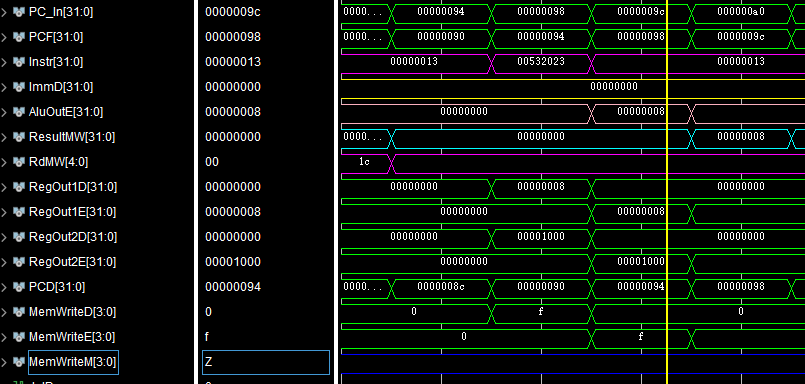 PC_In[31:0] 0000009c 0000... 00000094 00000098 0000009c 000000a0
PCF[31:0] 00000098 0000... 00000090 00000094 00000098 0000009c
Instr[31:0] 00000013 00000013 00532023 00000013
ImmD[31:0] 00000000 00000000
AluOutE[31:0] 00000008 00000000 00000008
ResultMW[31:0] 00000000 0000... 00000000 00000008
RdMW[4:0] 00 1c
RegOut1D[31:0] 00000000 00000000 00000008 00000000
RegOut1E[31:0] 00000008 00000000 00000008
RegOut2D[31:0] 00000000 00000000 00001000 00000000
RegOut2E[31:0] 00001000 00000000 00001000
PCD[31:0] 00000094 0000... 0000008c 00000090 00000094 00000098
MemWriteD[3:0] 0 0 f 0
MemWriteE[3:0] f 0 f
MemWriteM[3:0] Z